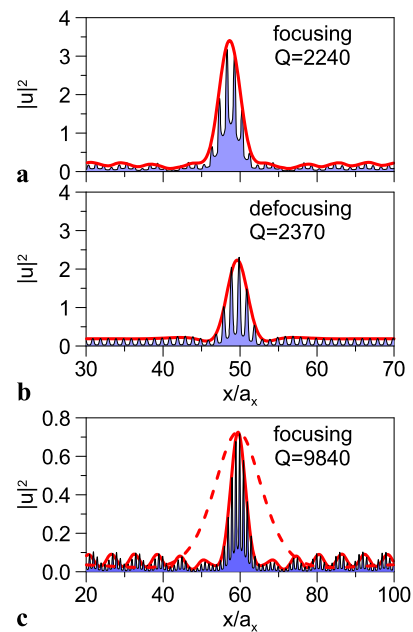 4
focusing
3
Q=2240
|u|²
2
1
0
a
4
defocusing
3
Q=2370
|u|²
2
1
0
30 40 50 60 70
b
x/aₓ
0.8
focusing
0.6
Q=9840
|u|²
0.4
0.2
0.0
20 40 60 80 100
c
x/aₓ